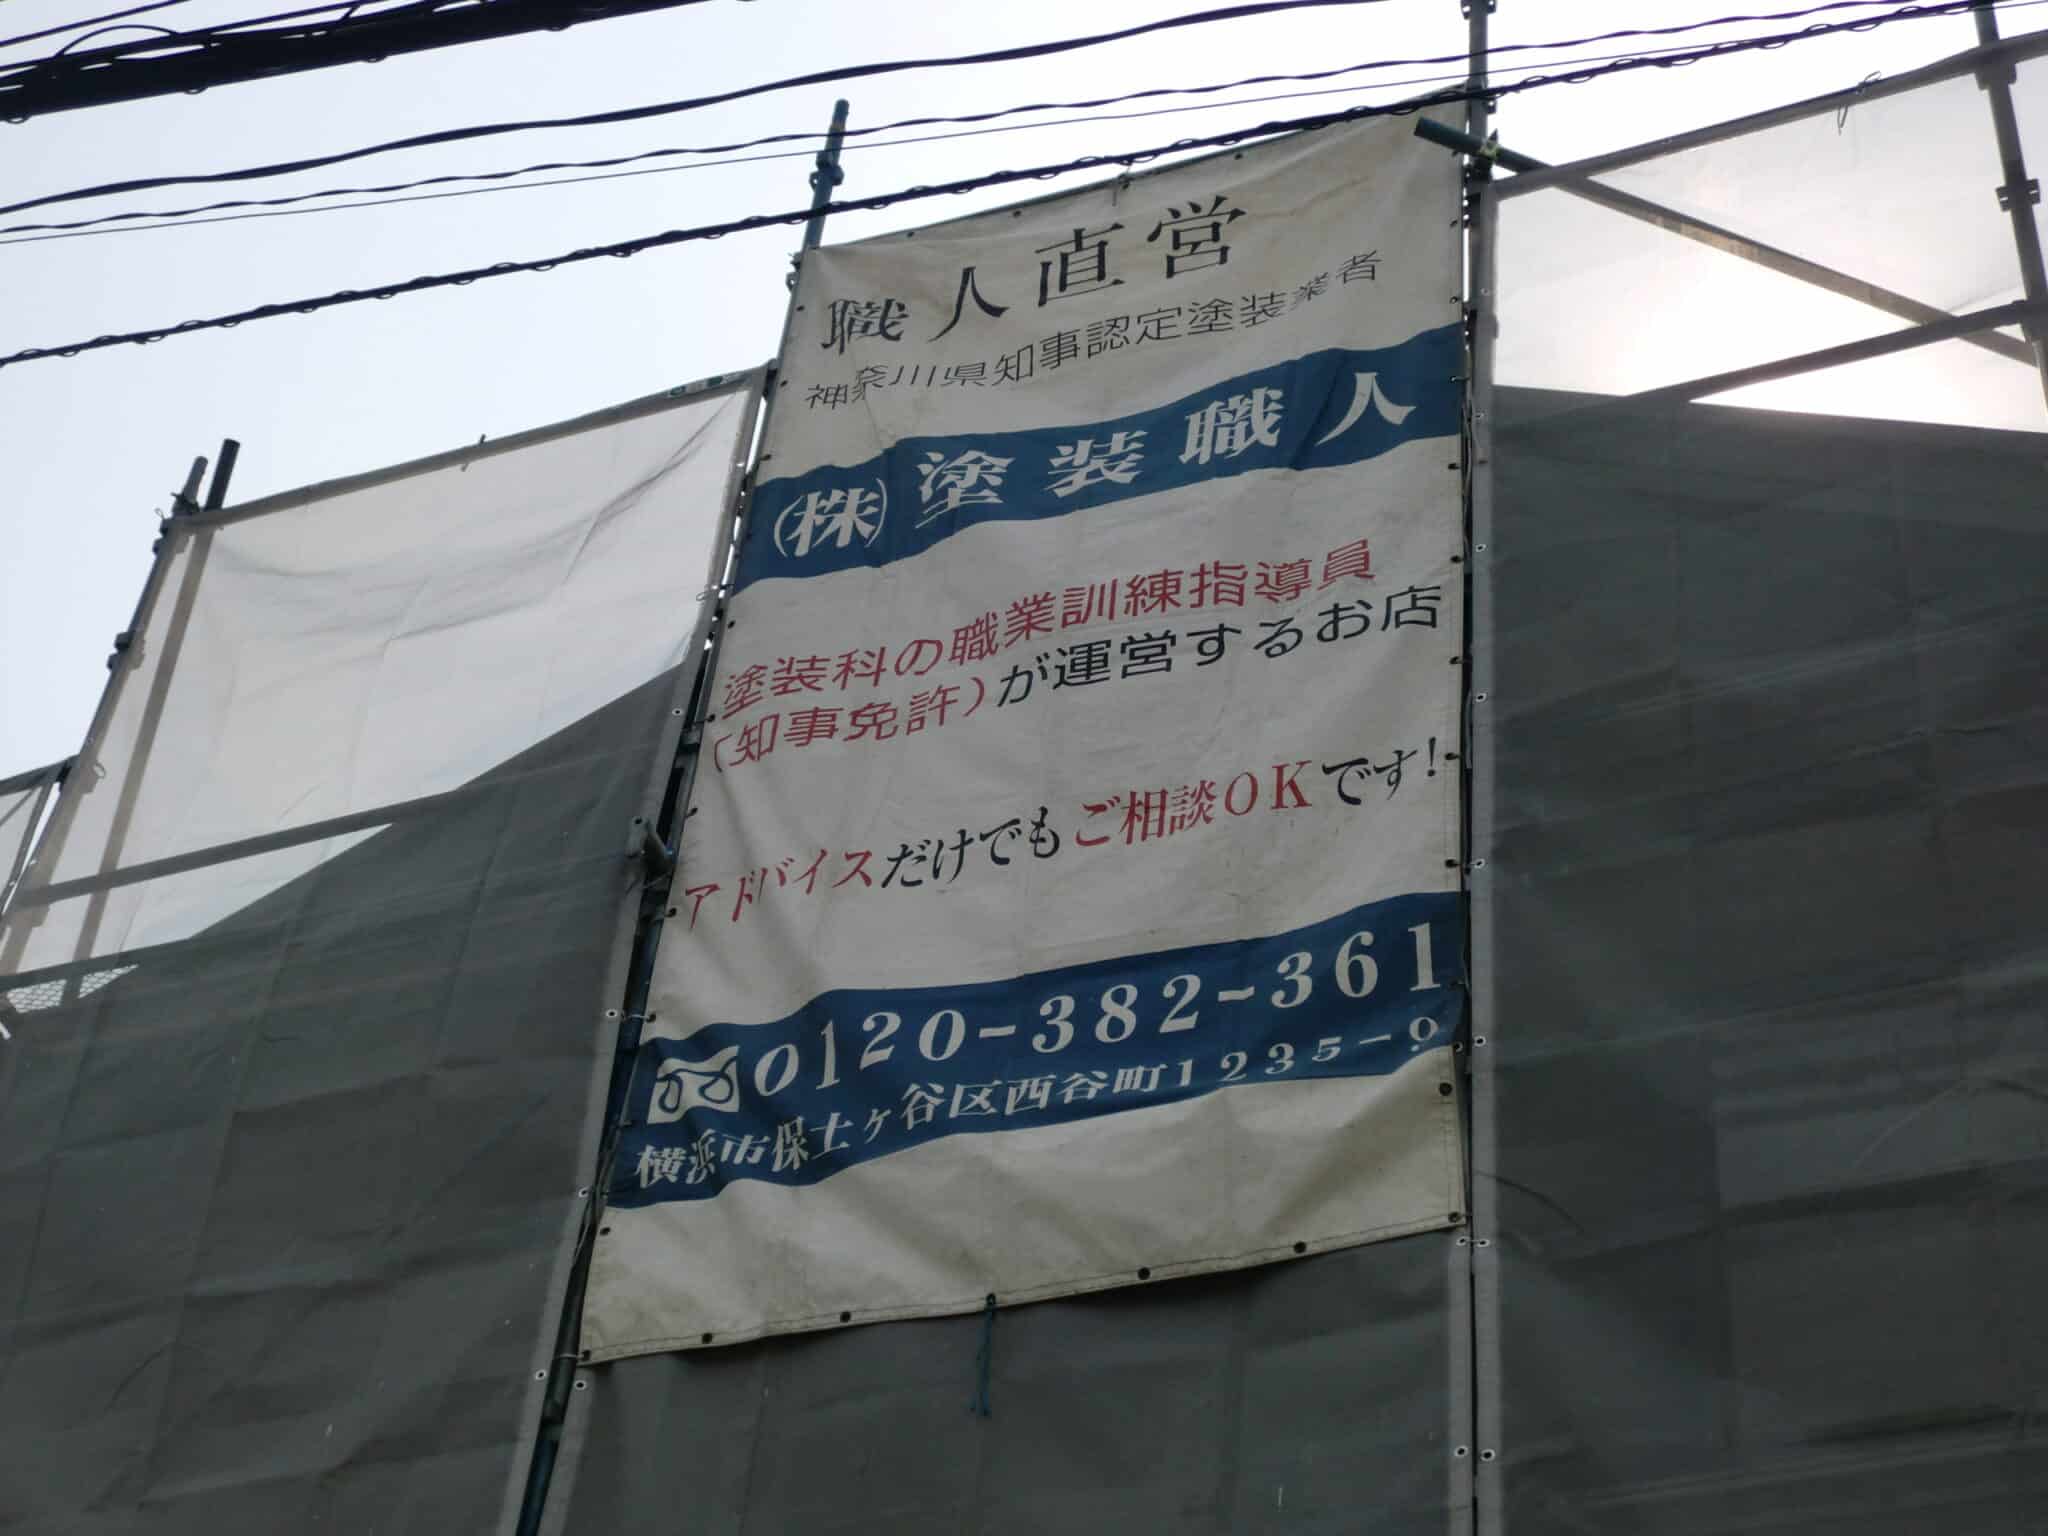 職人直営
神奈川県知事認定塗装業者
(株)塗装職人
塗装科の職業訓練指導員
(知事免許)が運営するお店
アドバイスだけでもご相談OKです!
0120-382-361
横浜市保土ヶ谷区西谷町1235-9